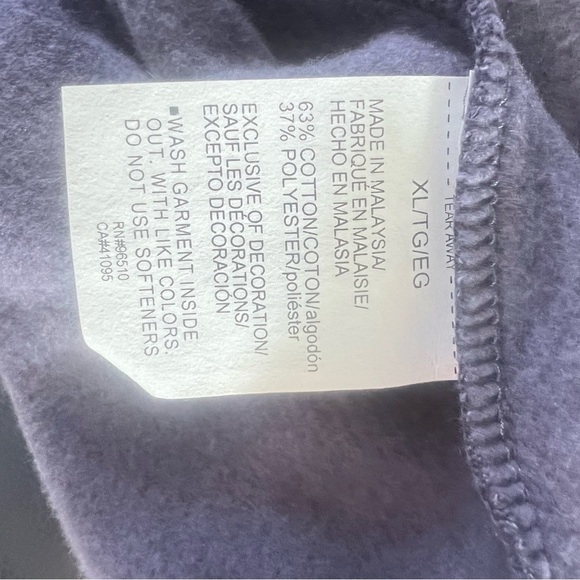 --- TEAR AWAY ---
XL/TG/EG
MADE IN MALAYSIA/
FABRIQUÉ EN MALAISIE/
HECHO EN MALASIA
63% COTTON/COTON/algodón
37% POLYESTER/poliéster
EXCLUSIVE OF DECORATION/
SAUF LES DÉCORATIONS/
EXCEPTO DECORACIÓN
▪WASH GARMENT INSIDE
OUT. WITH LIKE COLORS.
DO NOT USE SOFTENERS
RN#96510
CA#41095